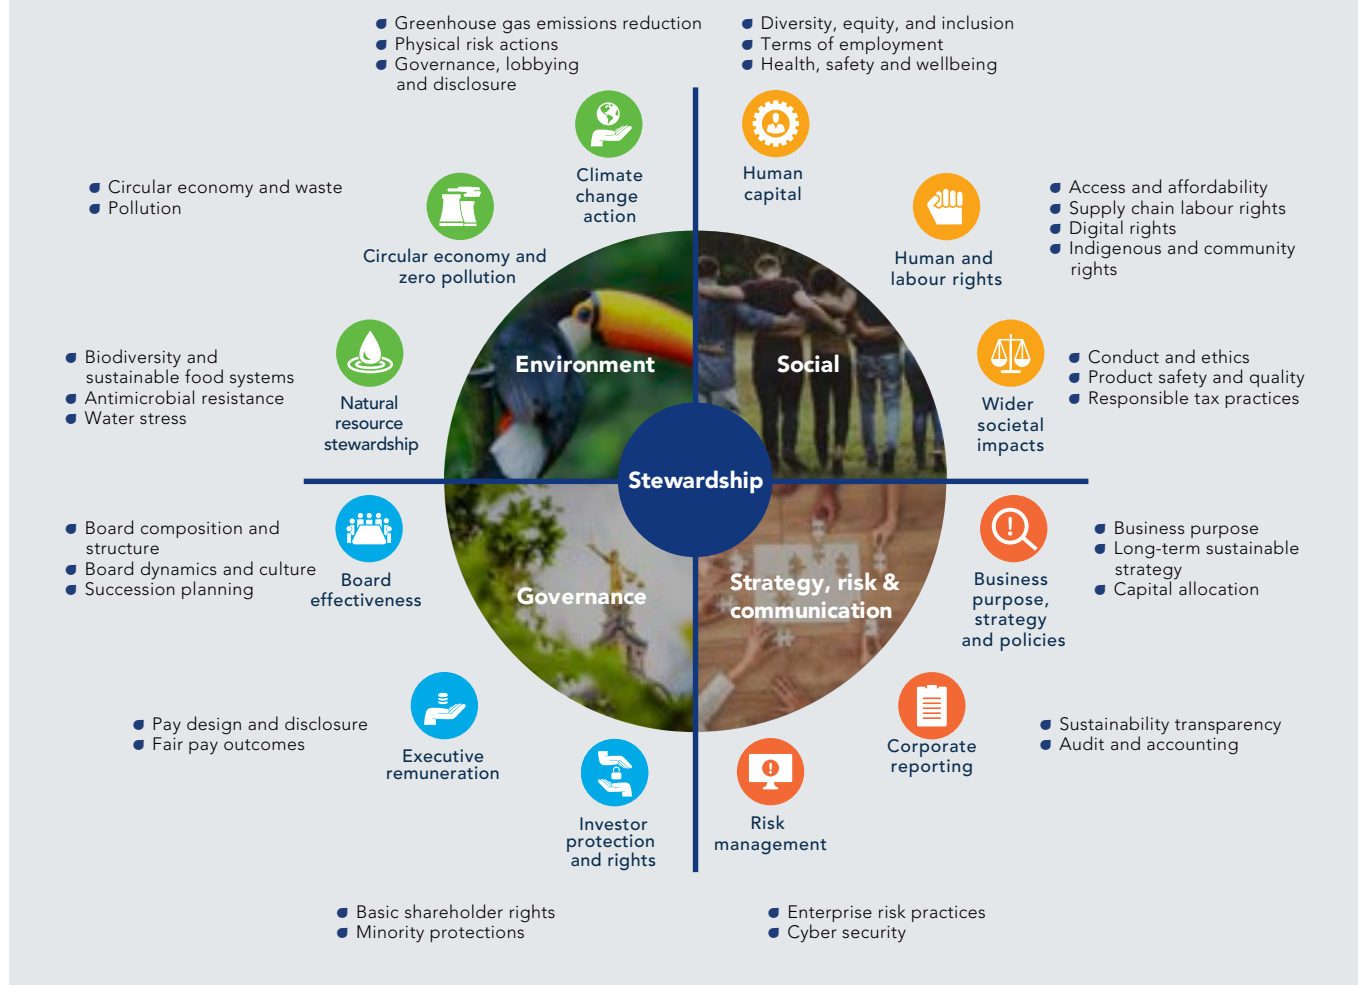 Greenhouse gas emissions reduction
Physical risk actions
Governance, lobbying
and disclosure
Climate
change
action
Circular economy and waste
Pollution
Circular economy and
zero pollution
Biodiversity and
sustainable food systems
Antimicrobial resistance
Water stress
Natural
resource
stewardship
Environment
Diversity, equity, and inclusion
Terms of employment
Health, safety and wellbeing
Human
capital
Access and affordability
Supply chain labour rights
Digital rights
Indigenous and community
rights
Human and
labour rights
Conduct and ethics
Product safety and quality
Responsible tax practices
Wider
societal
impacts
Social
Stewardship
Board composition and
structure
Board dynamics and culture
Succession planning
Board
effectiveness
Governance
Pay design and disclosure
Fair pay outcomes
Executive
remuneration
Investor
protection
and rights
Basic shareholder rights
Minority protections
Strategy, risk &
communication
Business
purpose,
strategy
and policies
Business purpose
Long-term sustainable
strategy
Capital allocation
Corporate
reporting
Sustainability transparency
Audit and accounting
Risk
management
Enterprise risk practices
Cyber security